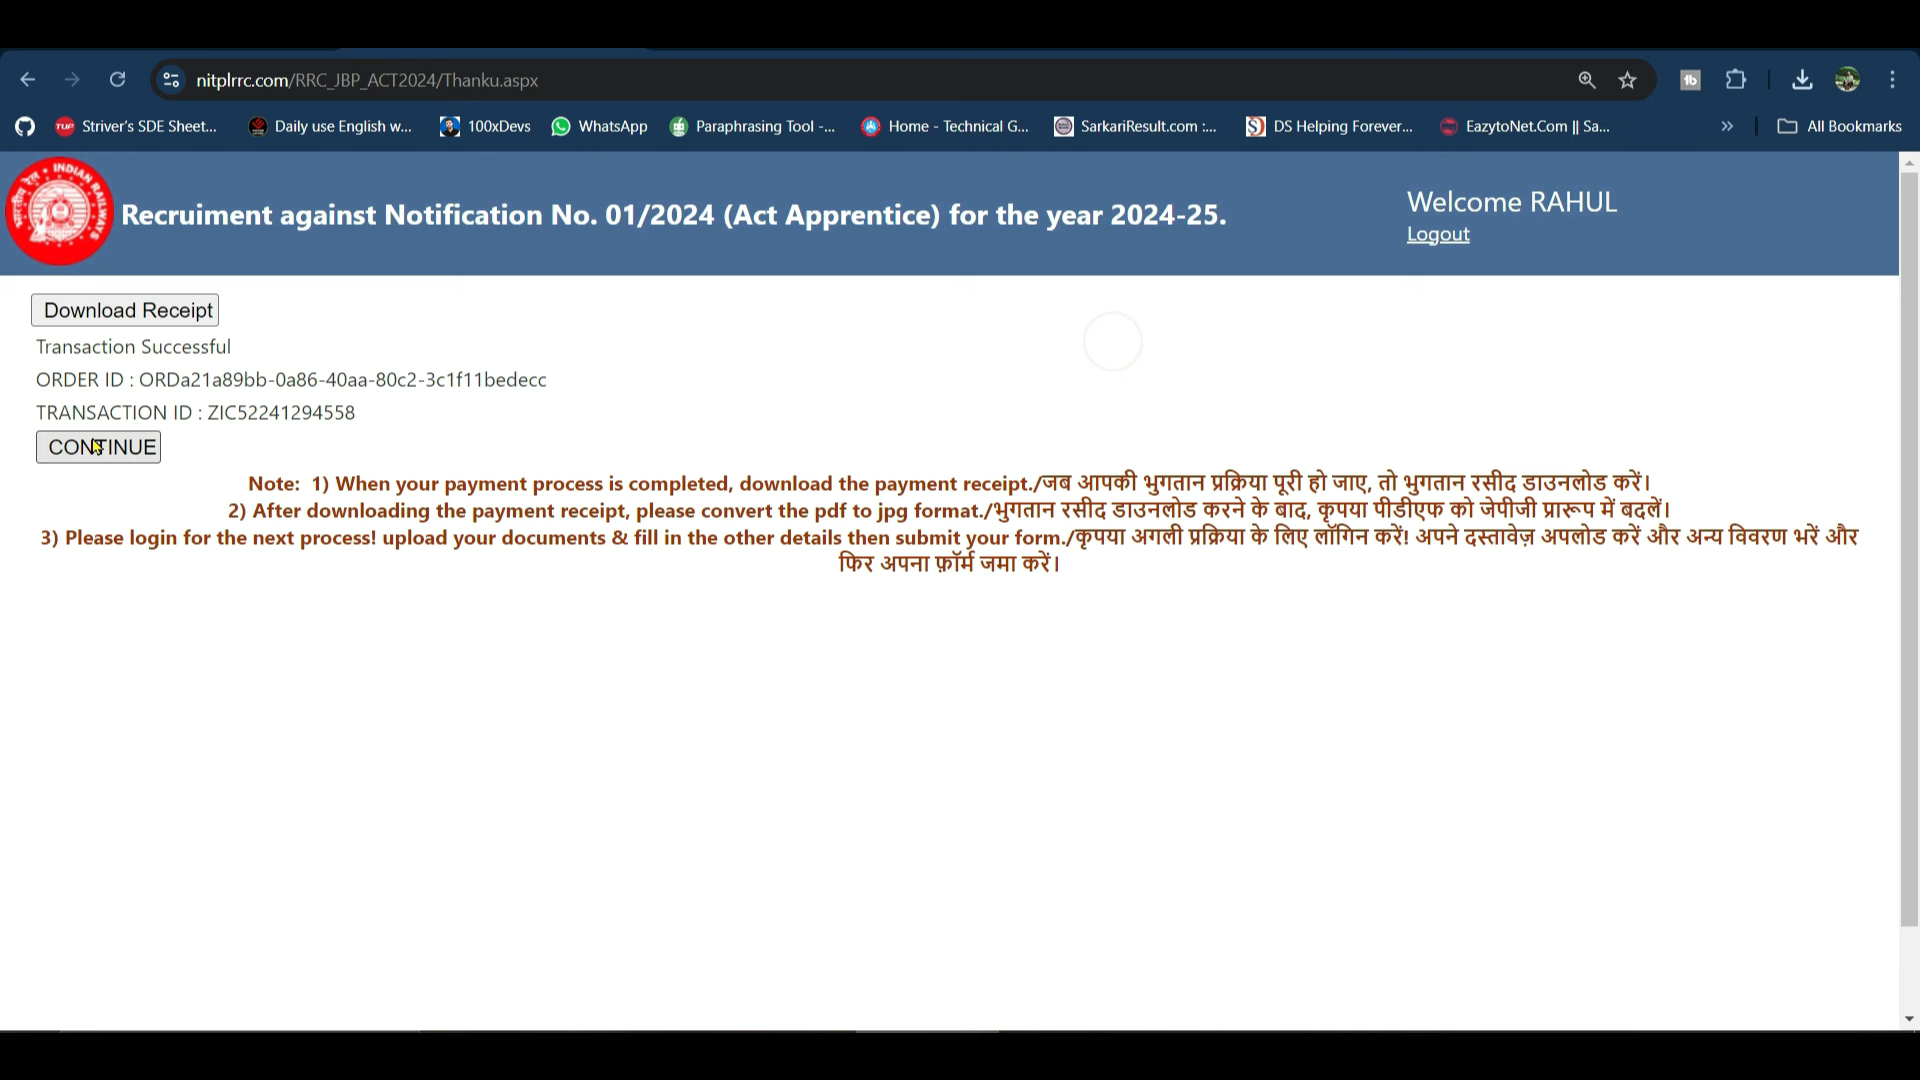 nitplrrc.com/RRC_JBP_ACT2024/Thanku.aspx
Striver's SDE Sheet... Daily use English w... 100xDevs WhatsApp Paraphrasing Tool -... Home - Technical G... SarkariResult.com :... DS Helping Forever... EazytoNet.Com || Sa... » All Bookmarks
INDIAN RAILWAYS
Recruiment against Notification No. 01/2024 (Act Apprentice) for the year 2024-25.
Welcome RAHUL
Logout
Download Receipt
Transaction Successful
ORDER ID : ORDa21a89bb-0a86-40aa-80c2-3c1f11bedecc
TRANSACTION ID : ZIC52241294558
CONTINUE
Note: 1) When your payment process is completed, download the payment receipt./जब आपकी भुगतान प्रक्रिया पूरी हो जाए, तो भुगतान रसीद डाउनलोड करें।
2) After downloading the payment receipt, please convert the pdf to jpg format./भुगतान रसीद डाउनलोड करने के बाद, कृपया पीडीएफ को जेपीजी प्रारूप में बदलें।
3) Please login for the next process! upload your documents & fill in the other details then submit your form./कृपया अगली प्रक्रिया के लिए लॉगिन करें! अपने दस्तावेज़ अपलोड करें और अन्य विवरण भरें और
फिर अपना फ़ॉर्म जमा करें।